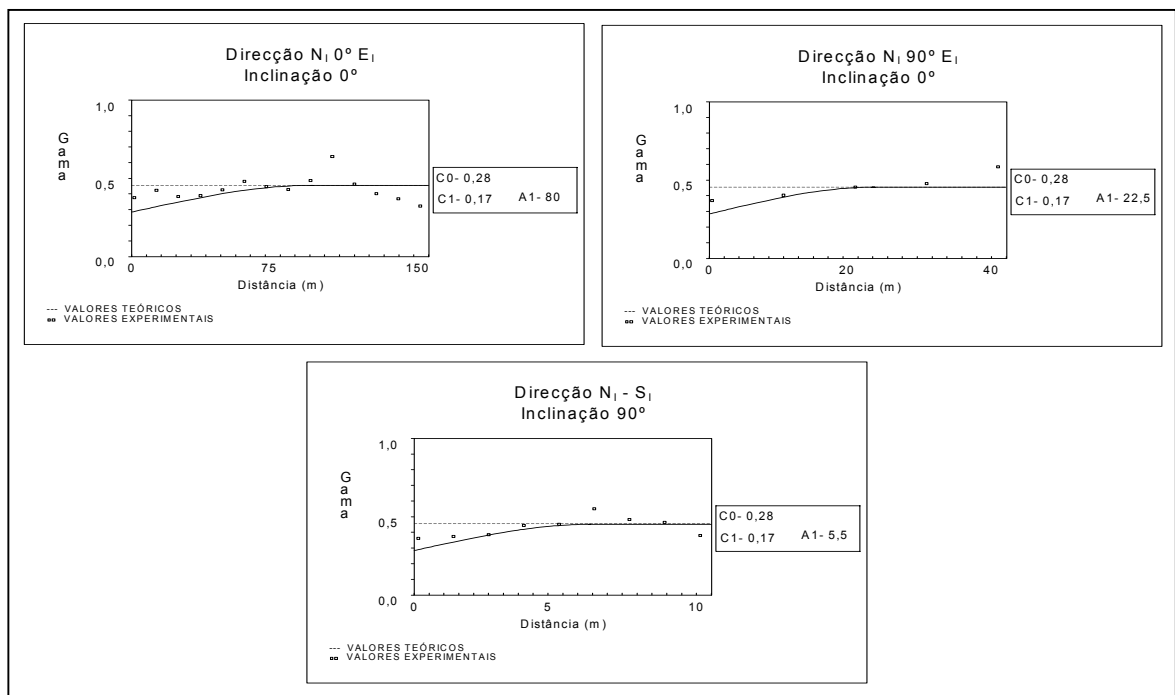 Direcção N_I 0º E_I
Inclinação 0º
1,0
Gama
0,5
0,0
0 75 150
Distância (m)
C0- 0,28
C1- 0,17 A1- 80
--- VALORES TEÓRICOS
VALORES EXPERIMENTAIS
Direcção N_I 90º E_I
Inclinação 0º
1,0
Gama
0,5
0,0
0 20 40
Distância (m)
C0- 0,28
C1- 0,17 A1- 22,5
--- VALORES TEÓRICOS
VALORES EXPERIMENTAIS
Direcção N_I - S_I
Inclinação 90º
1,0
Gama
0,5
0,0
0 5 10
Distância (m)
C0- 0,28
C1- 0,17 A1- 5,5
--- VALORES TEÓRICOS
VALORES EXPERIMENTAIS